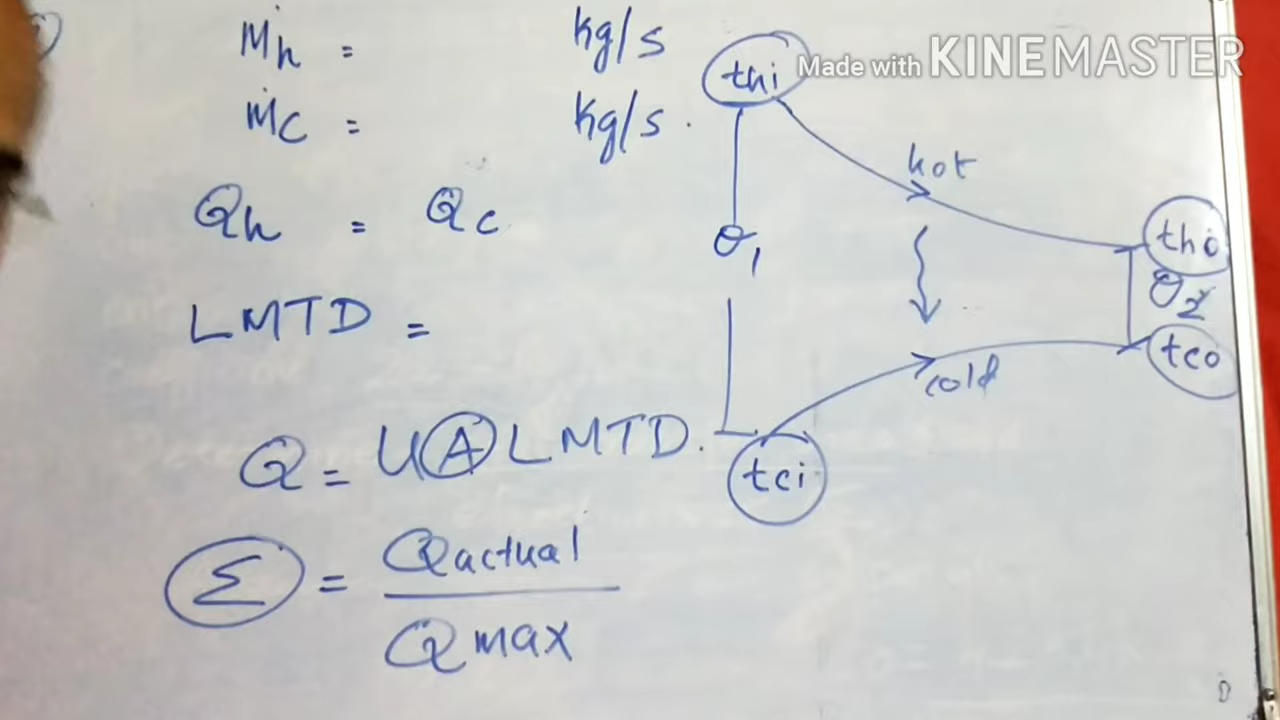 ṁh = kg/s
ṁc = kg/s.
Qh = Qc
LMTD =
Q = UA LMTD.
Σ = Qactual / Qmax
thi
Made with KINEMASTER
hot
tho
θ1
θ2
tco
cold
tci